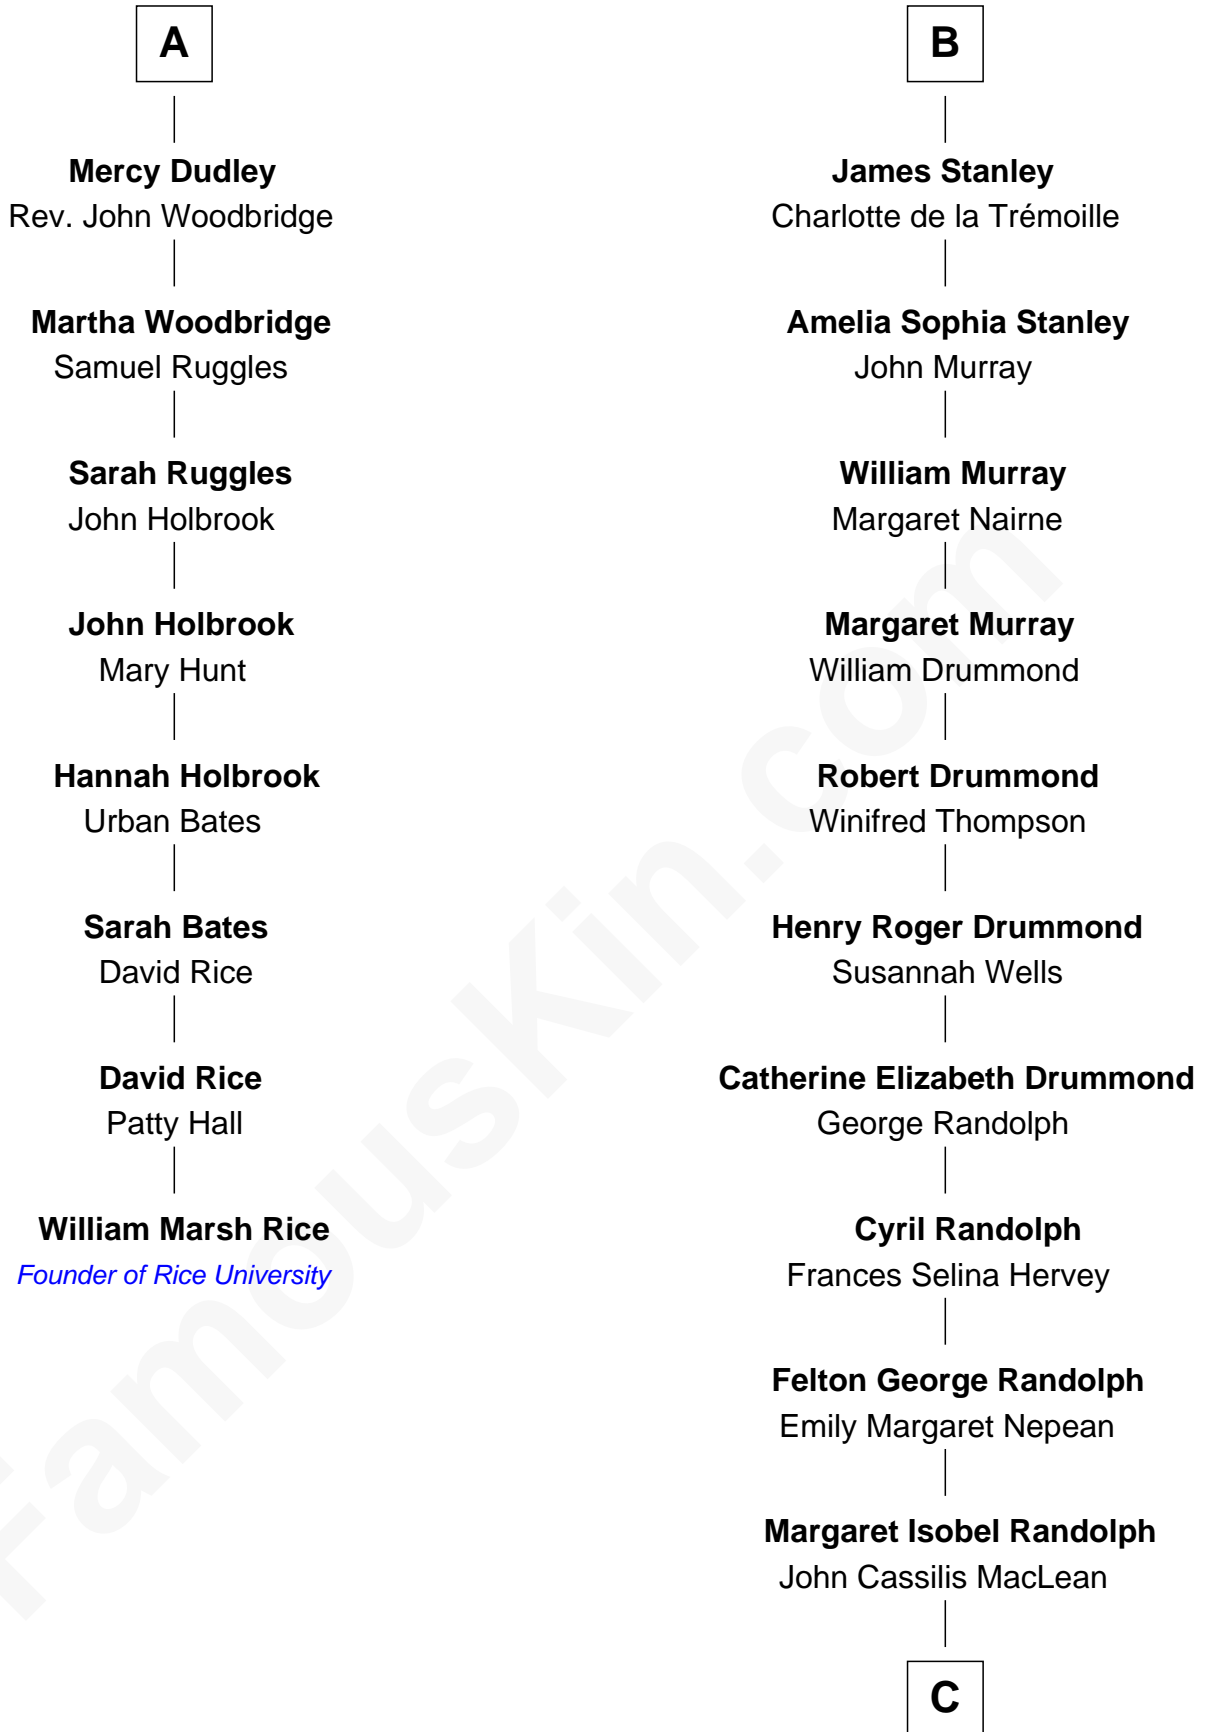 A
Mercy Dudley
Rev. John Woodbridge
Martha Woodbridge
Samuel Ruggles
Sarah Ruggles
John Holbrook
John Holbrook
Mary Hunt
Hannah Holbrook
Urban Bates
Sarah Bates
David Rice
David Rice
Patty Hall
William Marsh Rice
Founder of Rice University
B
James Stanley
Charlotte de la Trémoille
Amelia Sophia Stanley
John Murray
William Murray
Margaret Nairne
Margaret Murray
William Drummond
Robert Drummond
Winifred Thompson
Henry Roger Drummond
Susannah Wells
Catherine Elizabeth Drummond
George Randolph
Cyril Randolph
Frances Selina Hervey
Felton George Randolph
Emily Margaret Nepean
Margaret Isobel Randolph
John Cassilis MacLean
C
FamousKin.com